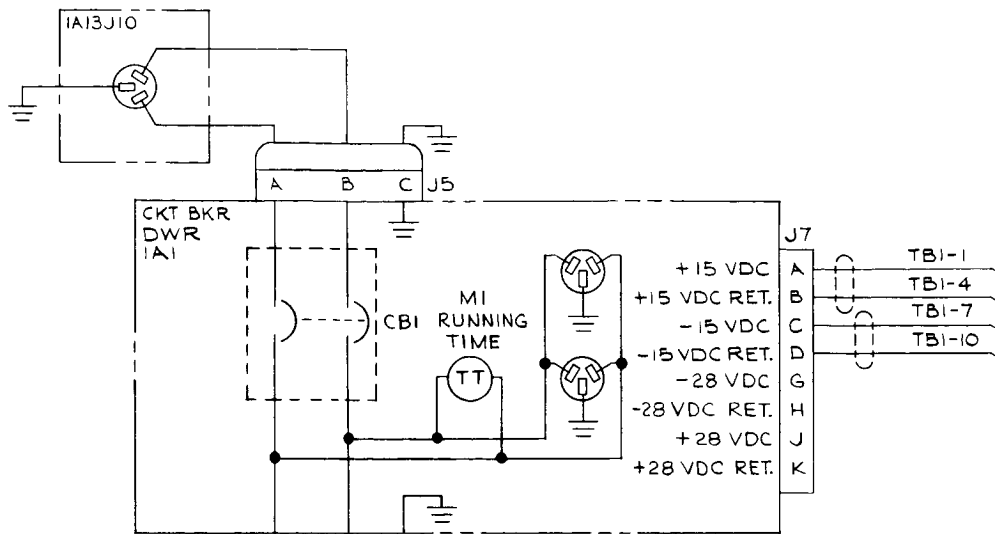 1A13J10
A B C J5
CKT BKR
DWR
1A1
CB1
M1
RUNNING
TIME
TT
J7
+15 VDC A TB1-1
+15 VDC RET. B TB1-4
-15 VDC C TB1-7
-15 VDC RET. D TB1-10
-28 VDC G
-28 VDC RET. H
+28 VDC J
+28 VDC RET. K